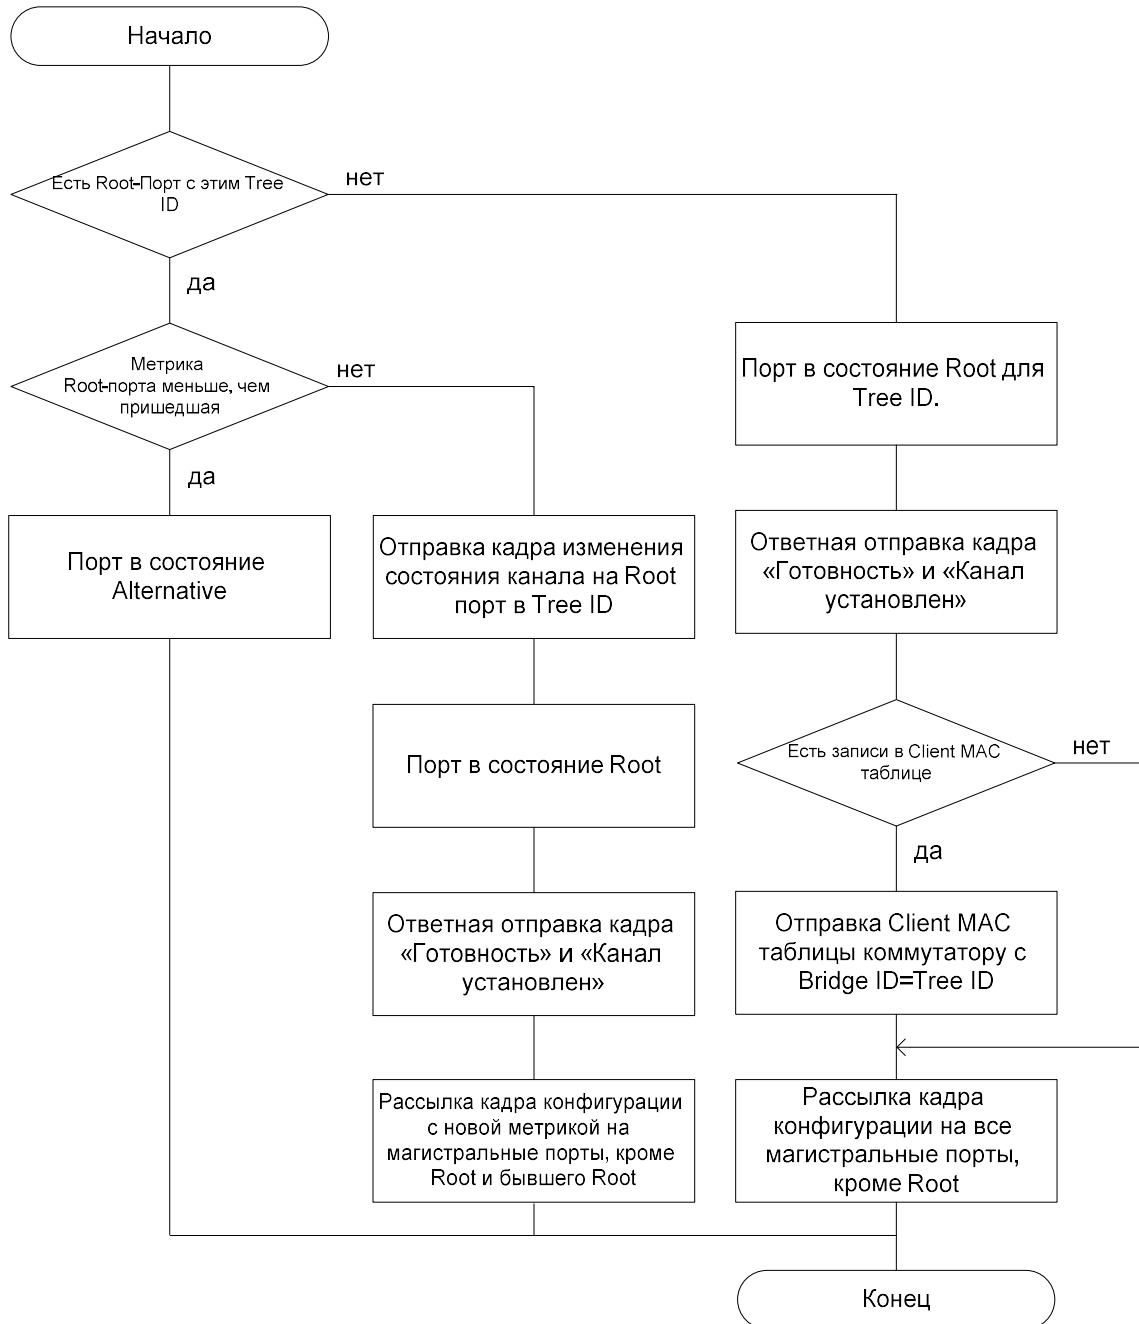 Начало
Есть Root-Порт с этим Tree
ID
нет
да
Метрика
Root-порта меньше, чем
пришедшая
нет
да
Порт в состояние
Alternative
Отправка кадра изменения
состояния канала на Root
порт в Tree ID
Порт в состояние Root
Ответная отправка кадра
«Готовность» и «Канал
установлен»
Рассылка кадра конфигурации
с новой метрикой на
магистральные порты, кроме
Root и бывшего Root
Порт в состояние Root для
Tree ID.
Ответная отправка кадра
«Готовность» и «Канал
установлен»
Есть записи в Client MAC
таблице
нет
да
Отправка Client MAC
таблицы коммутатору с
Bridge ID=Tree ID
Рассылка кадра
конфигурации на все
магистральные порты,
кроме Root
Конец